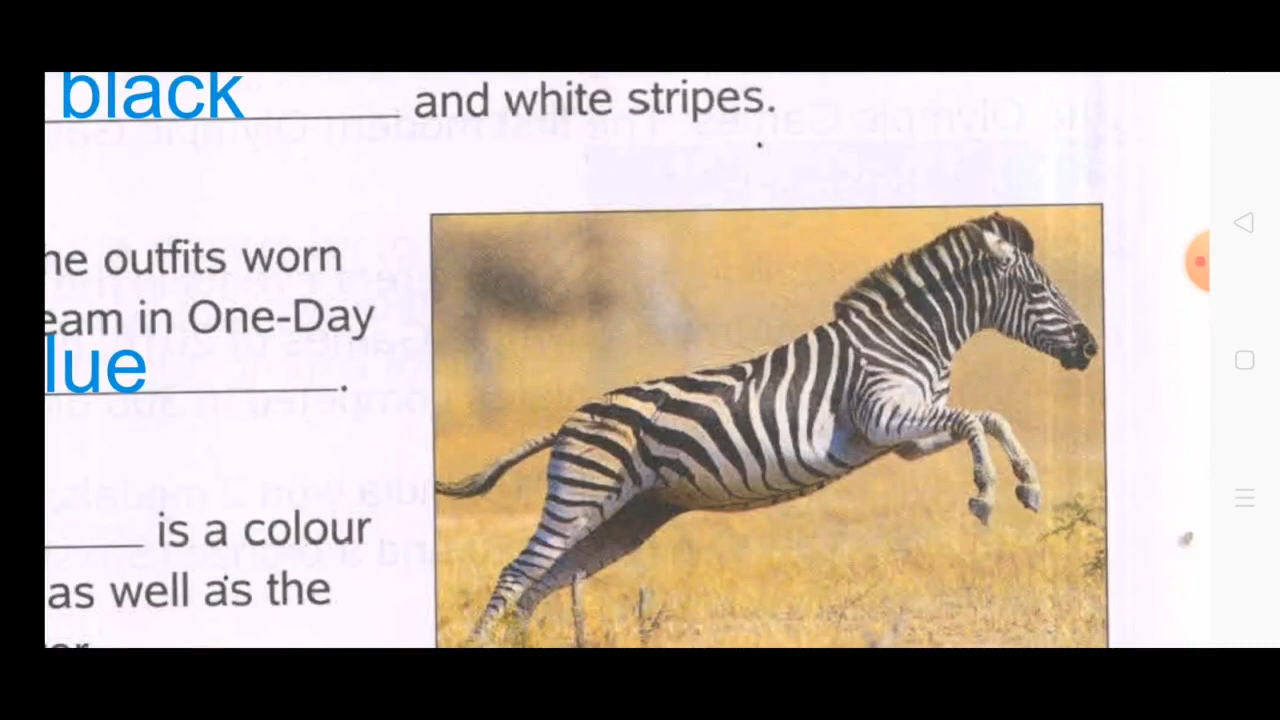 black and white stripes.
he outfits worn
eam in One-Day
lue .
is a colour
as well as the